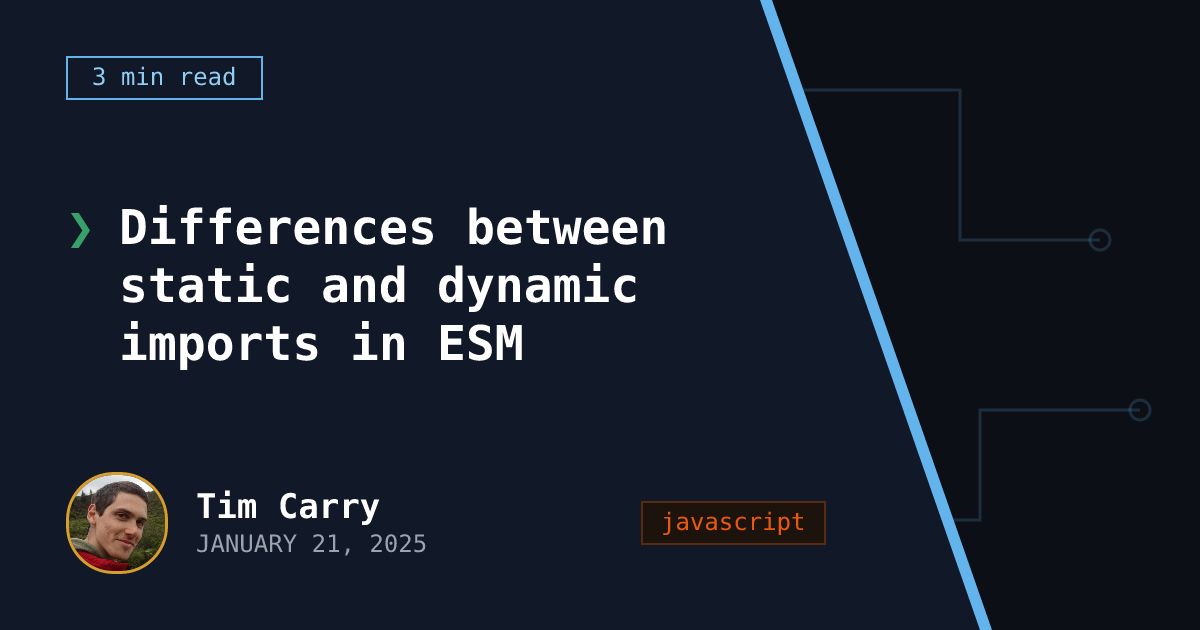 3 min read
❯ Differences between
static and dynamic
imports in ESM
Tim Carry
JANUARY 21, 2025
javascript